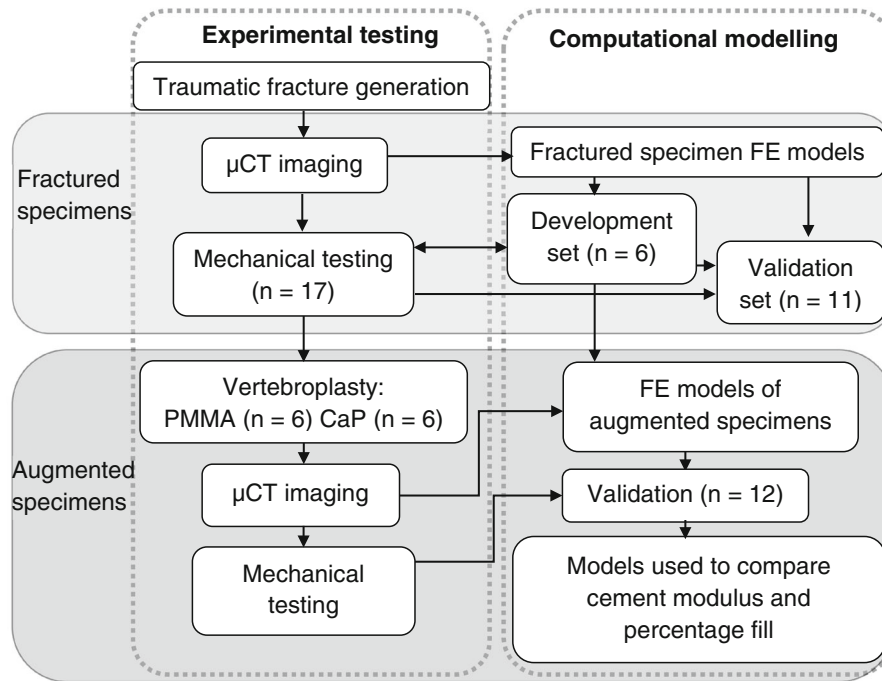 Experimental testing
Computational modelling
Traumatic fracture generation
Fractured
specimens
µCT imaging
Fractured specimen FE models
Mechanical testing
(n = 17)
Development
set (n = 6)
Validation
set (n = 11)
Augmented
specimens
Vertebroplasty:
PMMA (n = 6) CaP (n = 6)
FE models of
augmented specimens
µCT imaging
Validation (n = 12)
Mechanical
testing
Models used to compare
cement modulus and
percentage fill